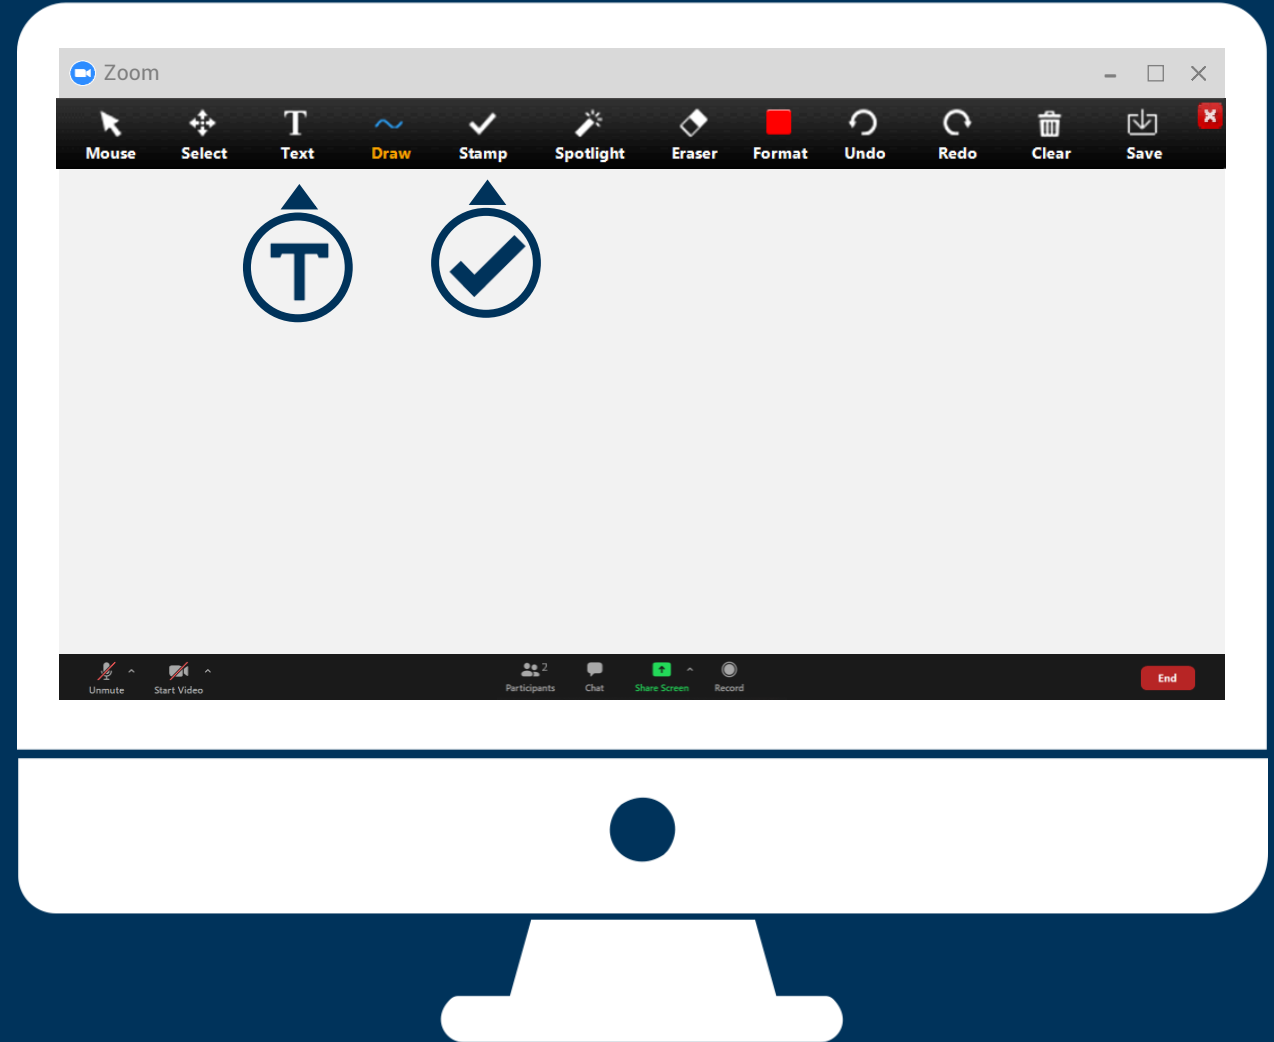 Zoom
Mouse Select Text Draw Stamp Spotlight Eraser Format Undo Redo Clear Save
T
2
Unmute Start Video Participants Chat Share Screen Record End